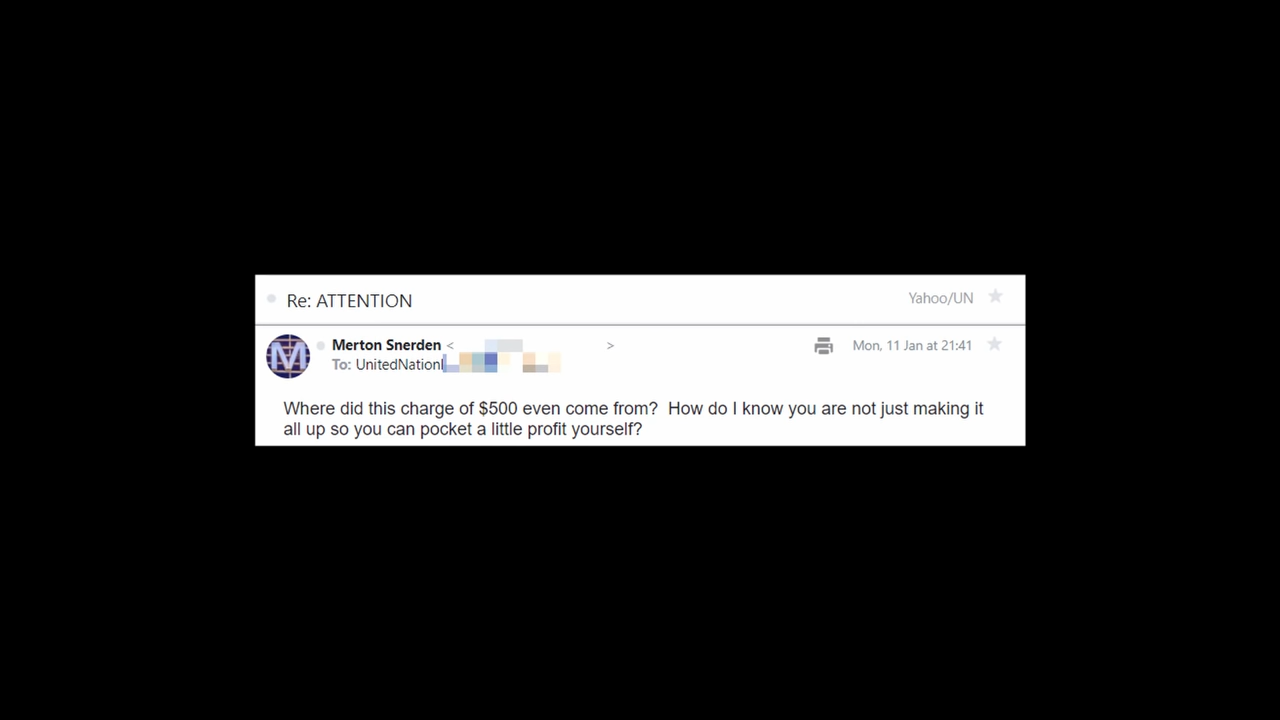 Re: ATTENTION
Yahoo/UN
Merton Snerden < >
Mon, 11 Jan at 21:41
To: UnitedNation
Where did this charge of $500 even come from?  How do I know you are not just making it
all up so you can pocket a little profit yourself?